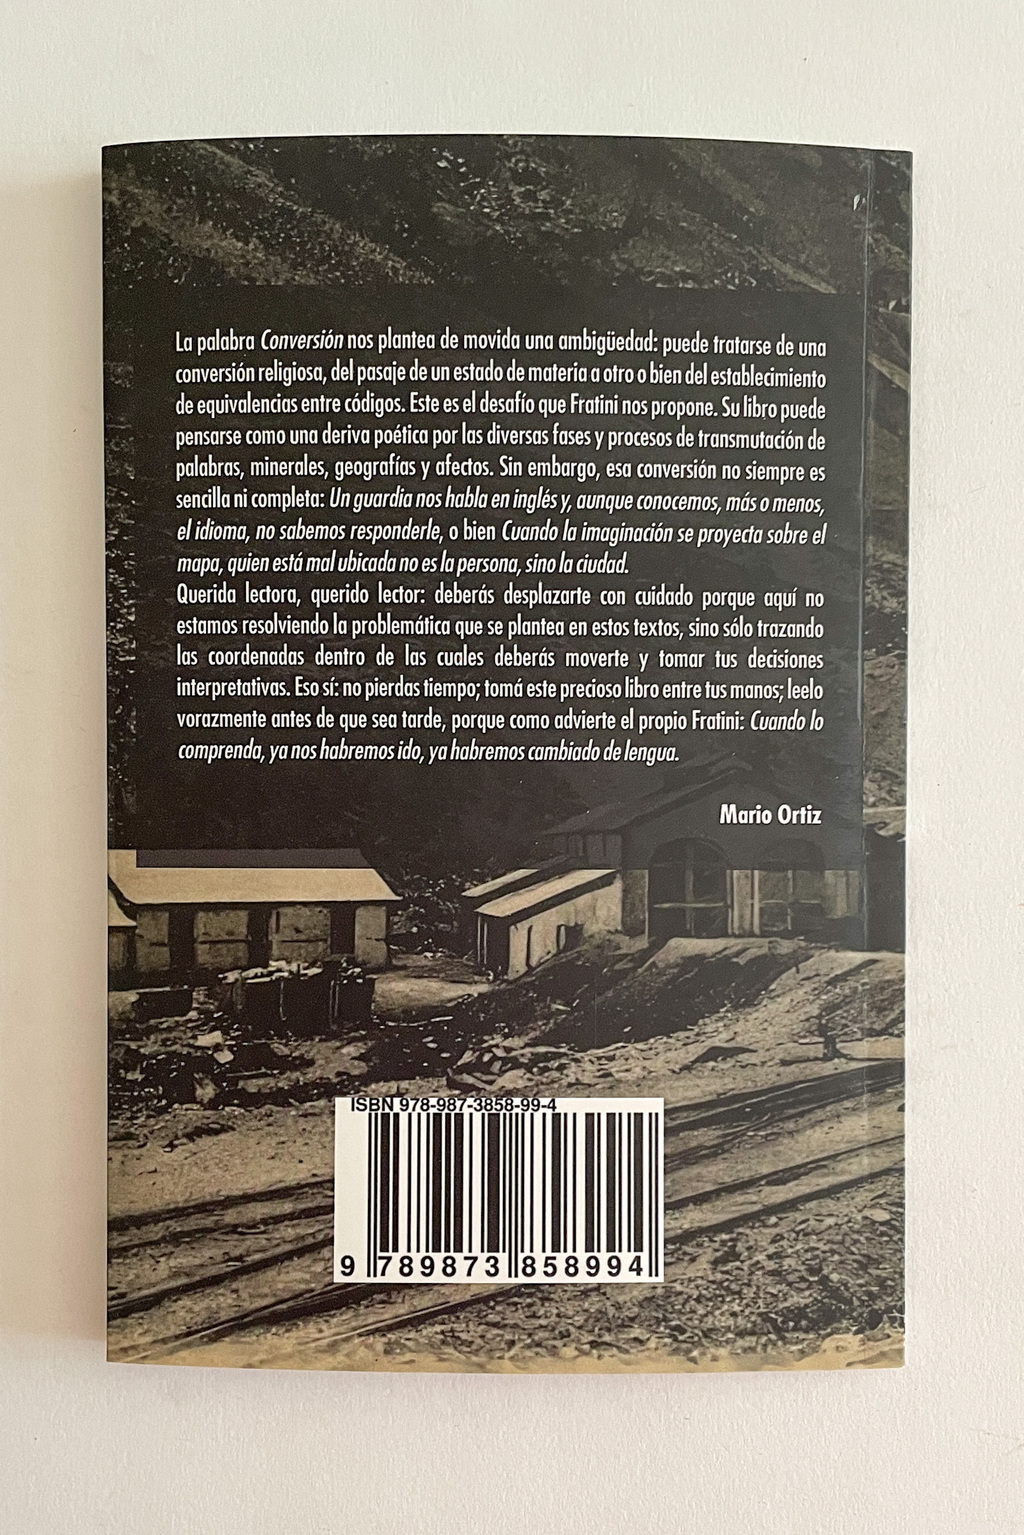 La palabra Conversión nos plantea de movida una ambigüedad: puede tratarse de una
conversión religiosa, del pasaje de un estado de materia a otro o bien del establecimiento
de equivalencias entre códigos. Este es el desafío que Fratini nos propone. Su libro puede
pensarse como una deriva poética por las diversas fases y procesos de transmutación de
palabras, minerales, geografías y afectos. Sin embargo, esa conversión no siempre es
sencilla ni completa: Un guardia nos habla en inglés y, aunque conocemos, más o menos,
el idioma, no sabemos responderle, o bien Cuando la imaginación se proyecta sobre el
mapa, quien está mal ubicada no es la persona, sino la ciudad.
Querida lectora, querido lector: deberás desplazarte con cuidado porque aquí no
estamos resolviendo la problemática que se plantea en estos textos, sino sólo trazando
las coordenadas dentro de las cuales deberás moverte y tomar tus decisiones
interpretativas. Eso sí: no pierdas tiempo; tomá este precioso libro entre tus manos; leelo
vorazmente antes de que sea tarde, porque como advierte el propio Fratini: Cuando lo
comprenda, ya nos habremos ido, ya habremos cambiado de lengua.
Mario Ortiz
ISBN 978-987-3858-99-4
9 789873 858994